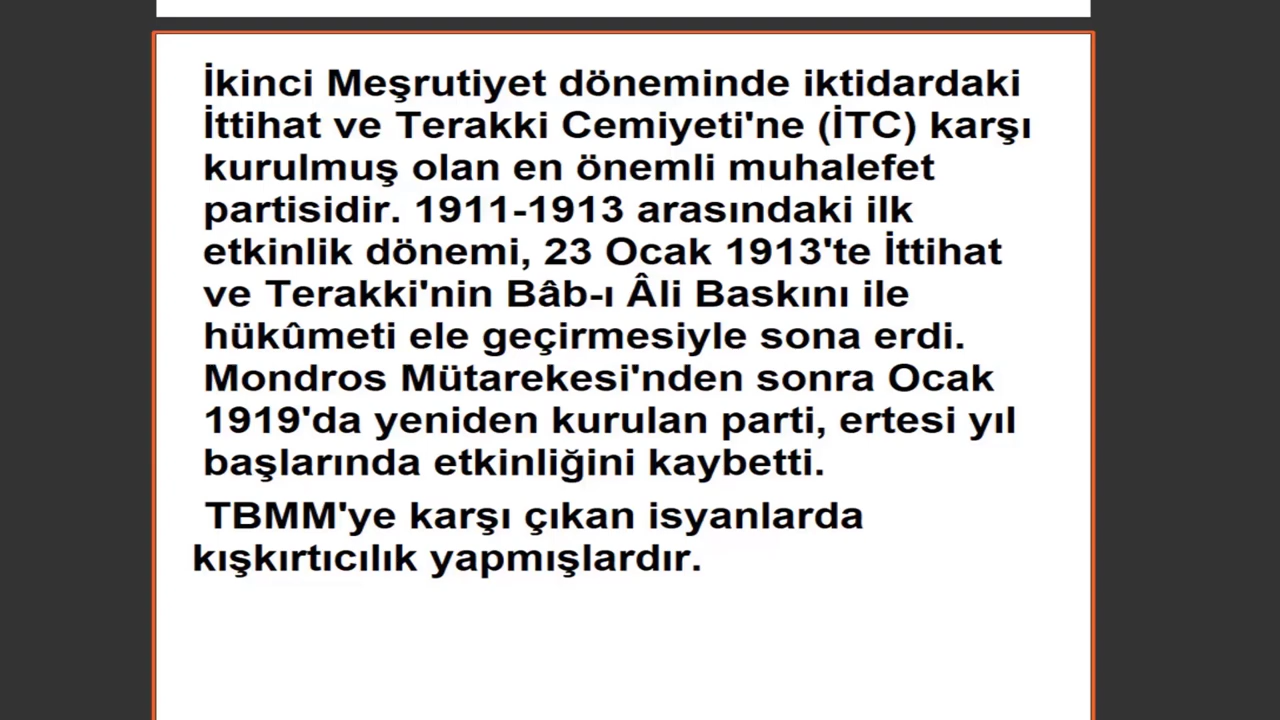 İkinci Meşrutiyet döneminde iktidardaki
İttihat ve Terakki Cemiyeti'ne (İTC) karşı
kurulmuş olan en önemli muhalefet
partisidir. 1911-1913 arasındaki ilk
etkinlik dönemi, 23 Ocak 1913'te İttihat
ve Terakki'nin Bâb-ı Âli Baskını ile
hükûmeti ele geçirmesiyle sona erdi.
Mondros Mütarekesi'nden sonra Ocak
1919'da yeniden kurulan parti, ertesi yıl
başlarında etkinliğini kaybetti.
TBMM'ye karşı çıkan isyanlarda
kışkırtıcılık yapmışlardır.